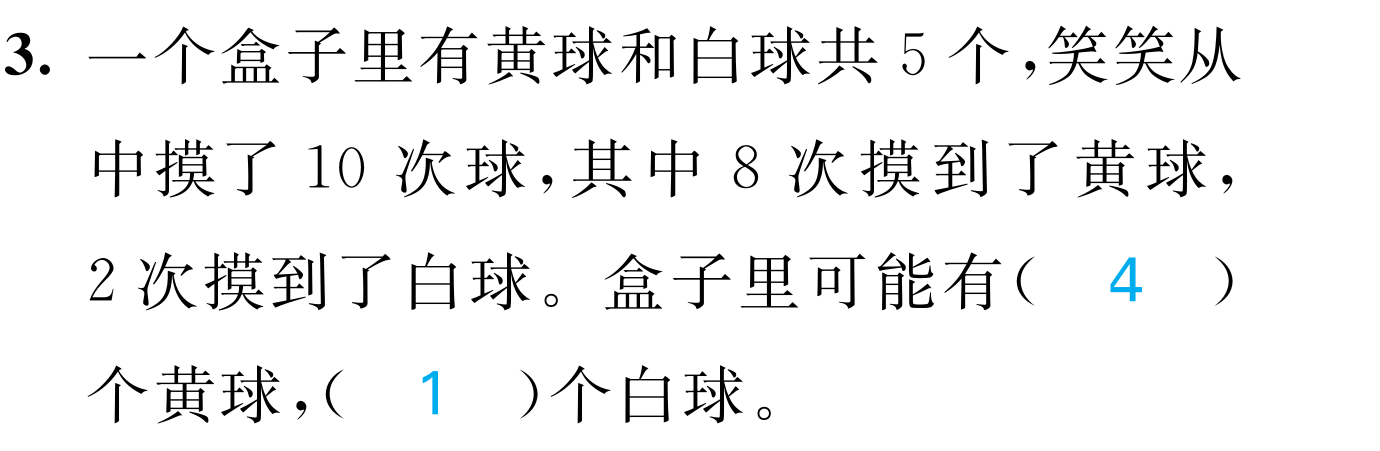 3. 一个盒子里有黄球和白球共 5 个,笑笑从
中摸了 10 次球,其中 8 次摸到了黄球,
2 次摸到了白球。盒子里可能有( 4 )
个黄球,( 1 )个白球。